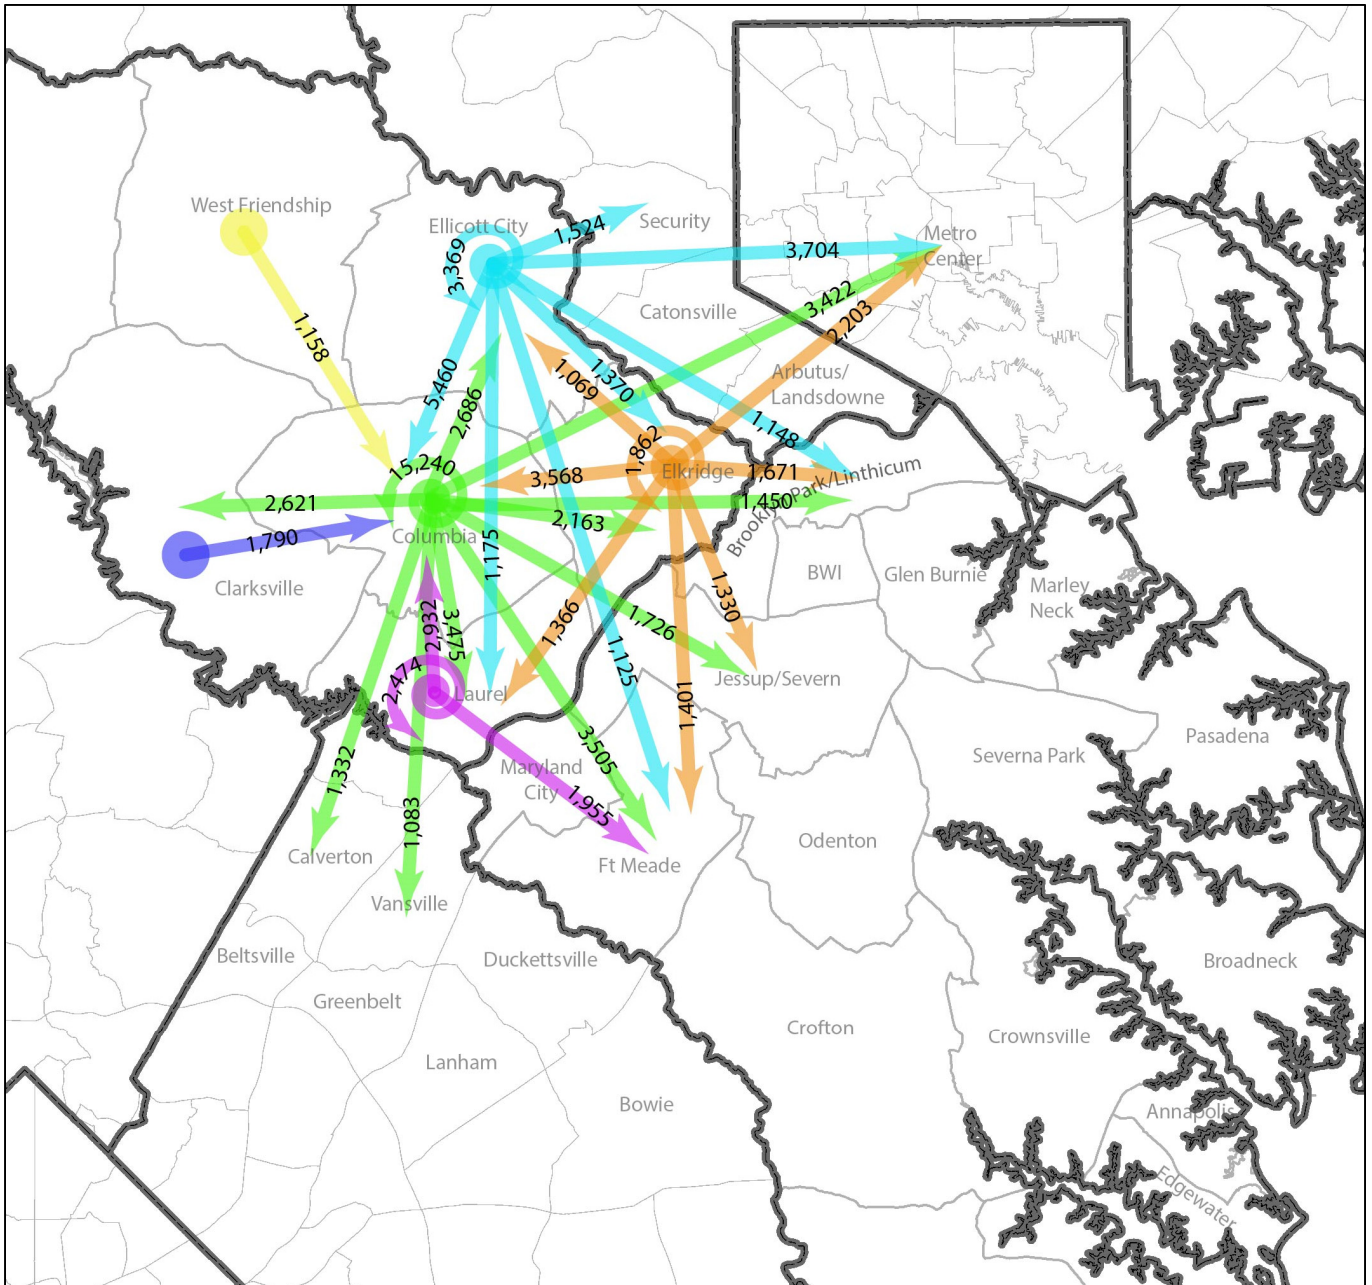 West Friendship
Ellicott City
1,524
Security
3,704
Metro
Center
3,369
3,422
2,203
Catonsville
1,158
5,460
2,686
1,069
1,370
Arbutus/
Landsdowne
1,148
15,240
3,568
1,862
Elkridge
1,671
Brooklyn Park/Linthicum
2,621
2,163
1,450
1,790
Columbia
Clarksville
1,175
BWI
Glen Burnie
Marley
Neck
2,932
3,475
1,366
1,726
1,330
1,125
2,474
Laurel
Jessup/Severn
1,401
3,505
Severna Park
Pasadena
1,332
Maryland
City
1,955
1,083
Calverton
Ft Meade
Odenton
Vansville
Beltsville
Duckettsville
Broadneck
Greenbelt
Crofton
Crownsville
Lanham
Bowie
Annapolis
Edgewater